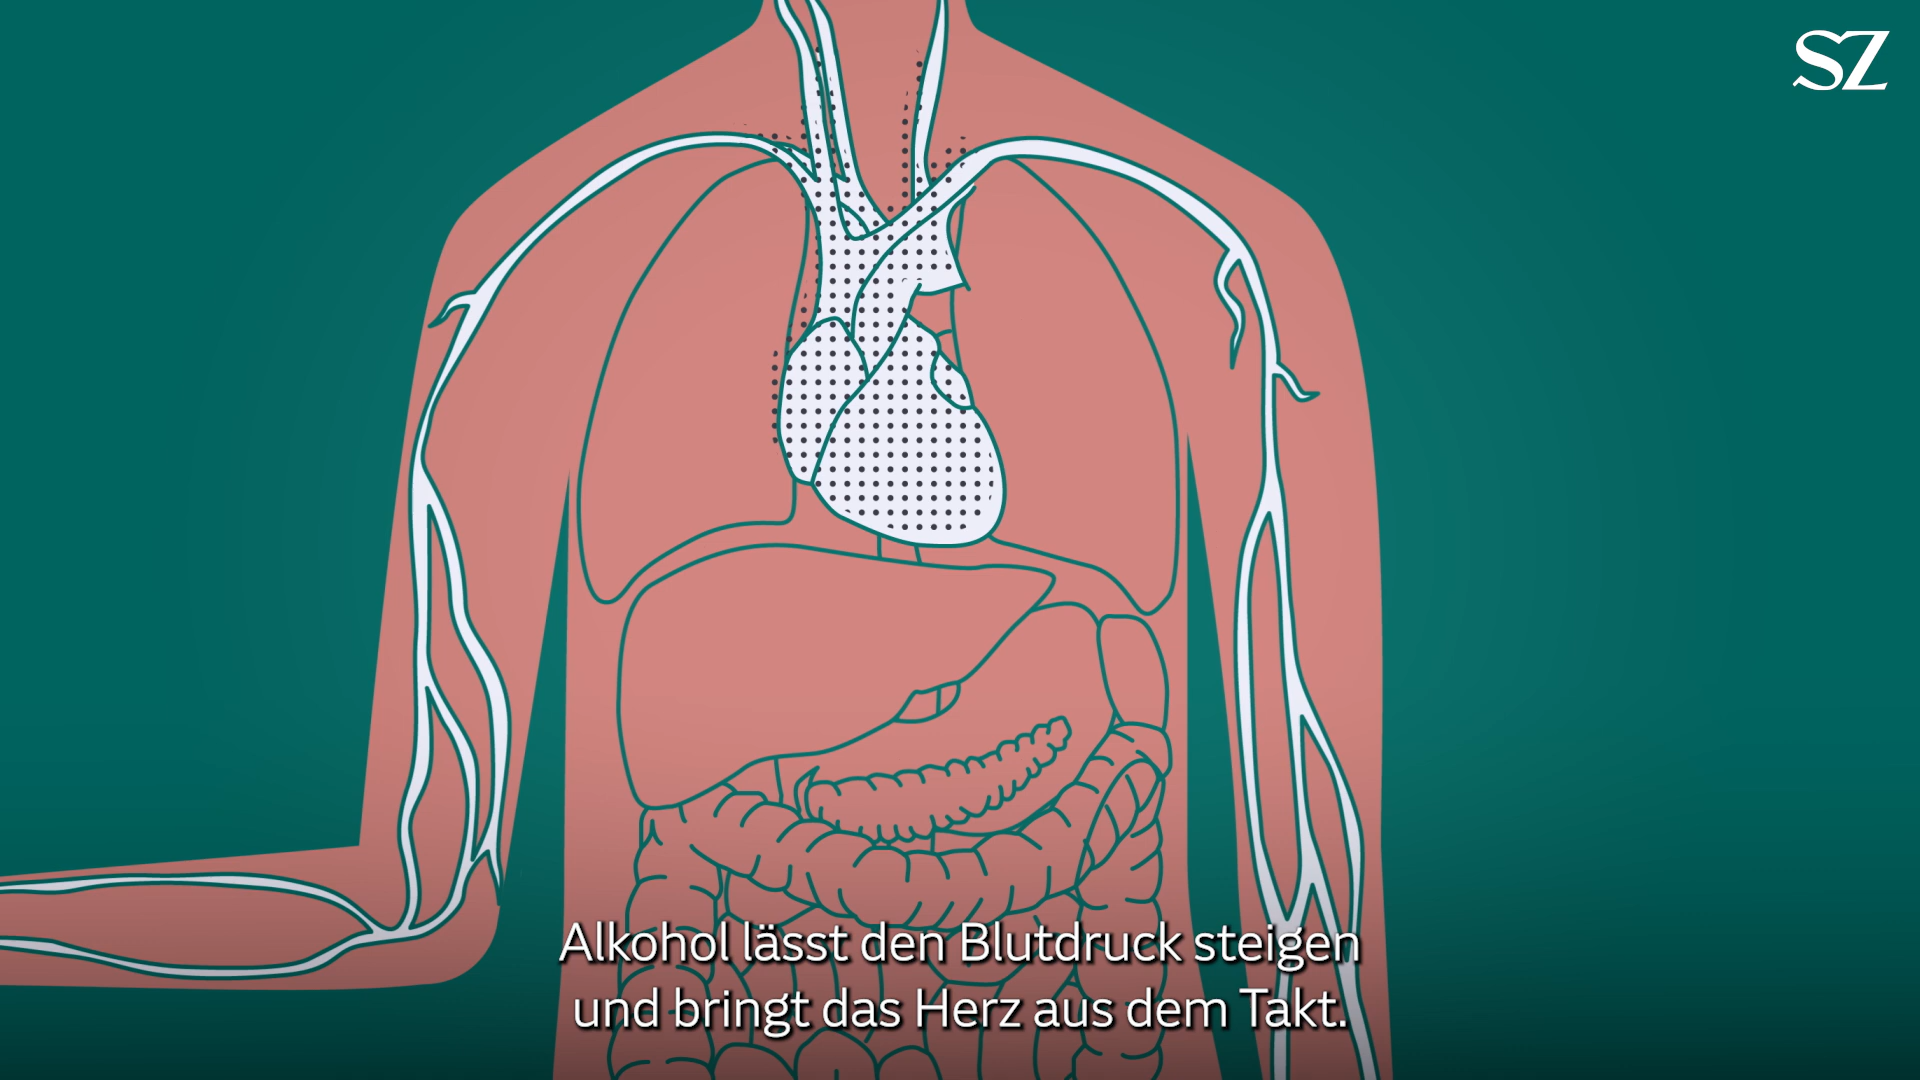 SZ
Alkohol lässt den Blutdruck steigen
und bringt das Herz aus dem Takt.